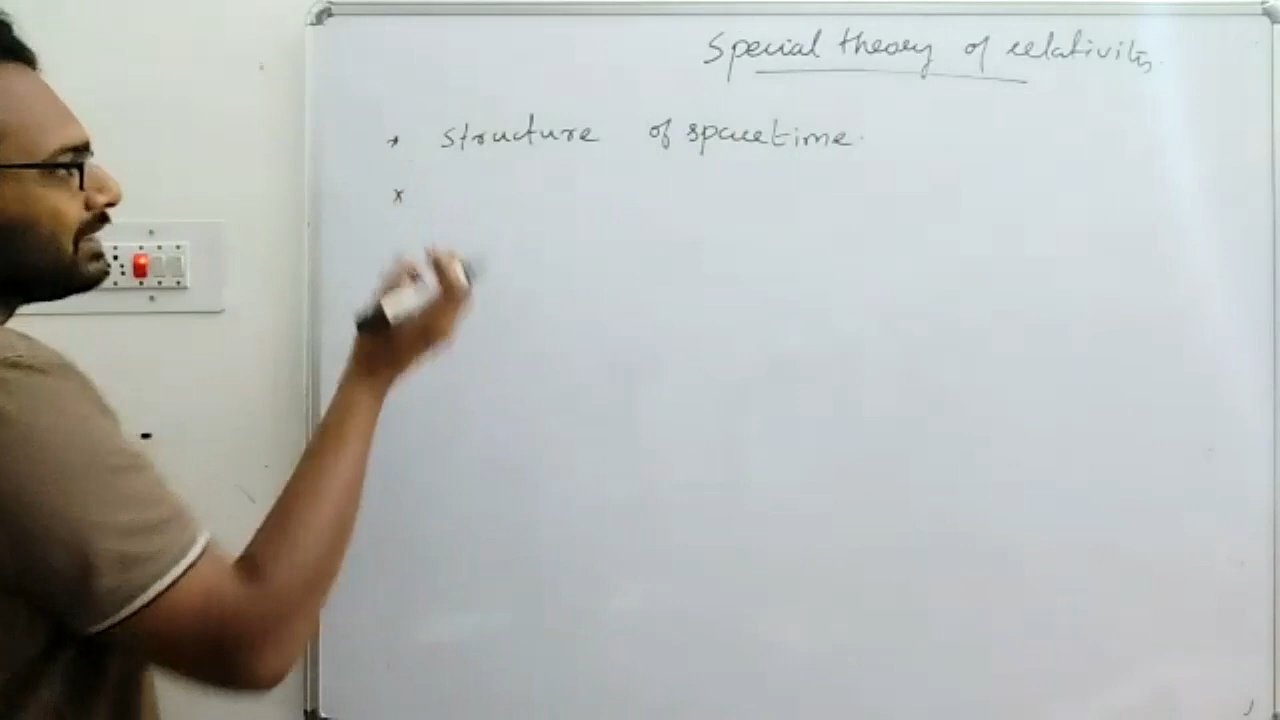 Special theory of relativity
* structure of spacetime.
*